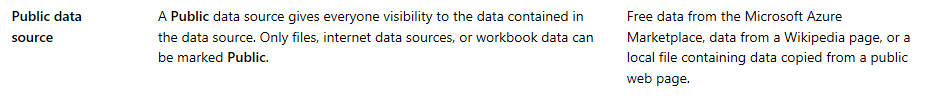 Public data source
A Public data source gives everyone visibility to the data contained in
the data source. Only files, internet data sources, or workbook data can
be marked Public.
Free data from the Microsoft Azure
Marketplace, data from a Wikipedia page, or a
local file containing data copied from a public
web page.